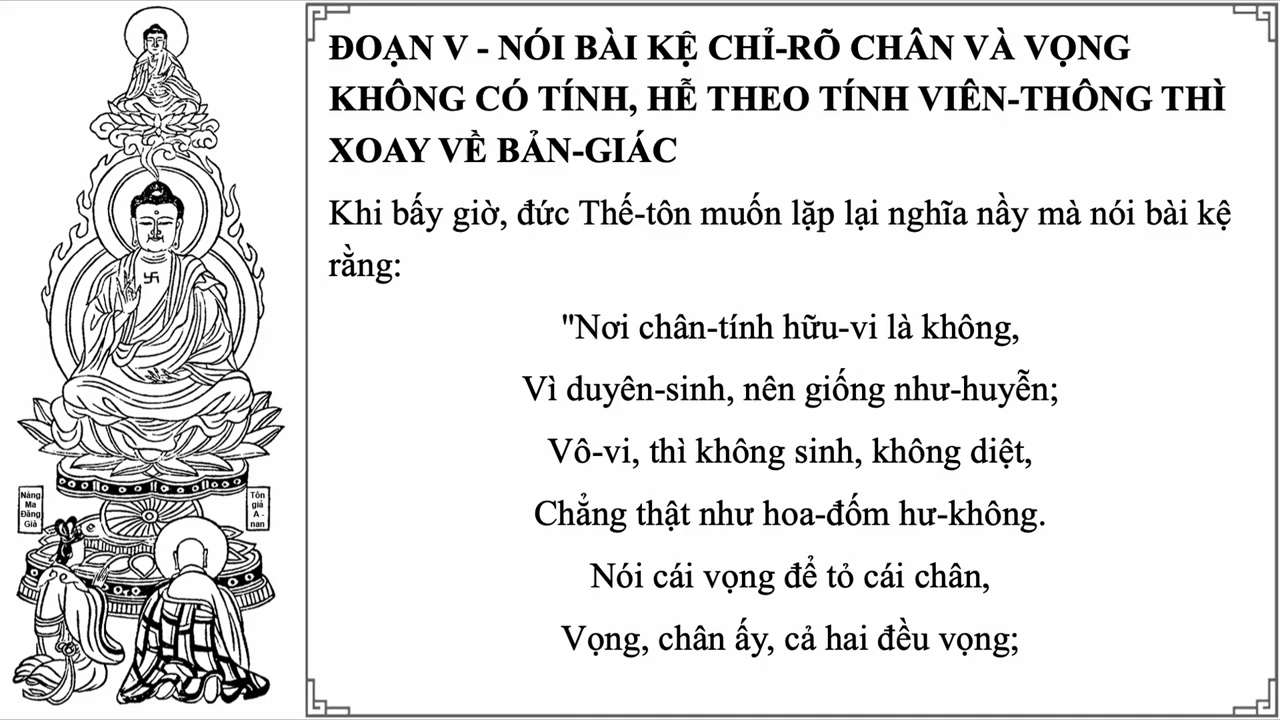 ĐOẠN V - NÓI BÀI KỆ CHỈ-RÕ CHÂN VÀ VỌNG
KHÔNG CÓ TÍNH, HỄ THEO TÍNH VIÊN-THÔNG THÌ
XOAY VỀ BẢN-GIÁC
Khi bấy giờ, đức Thế-tôn muốn lặp lại nghĩa nầy mà nói bài kệ
rằng:
"Nơi chân-tính hữu-vi là không,
Vì duyên-sinh, nên giống như-huyễn;
Vô-vi, thì không sinh, không diệt,
Chẳng thật như hoa-đốm hư-không.
Nói cái vọng để tỏ cái chân,
Vọng, chân ấy, cả hai đều vọng;
Nàng
Ma
Đăng
Già
Tôn
giả
A -
nan